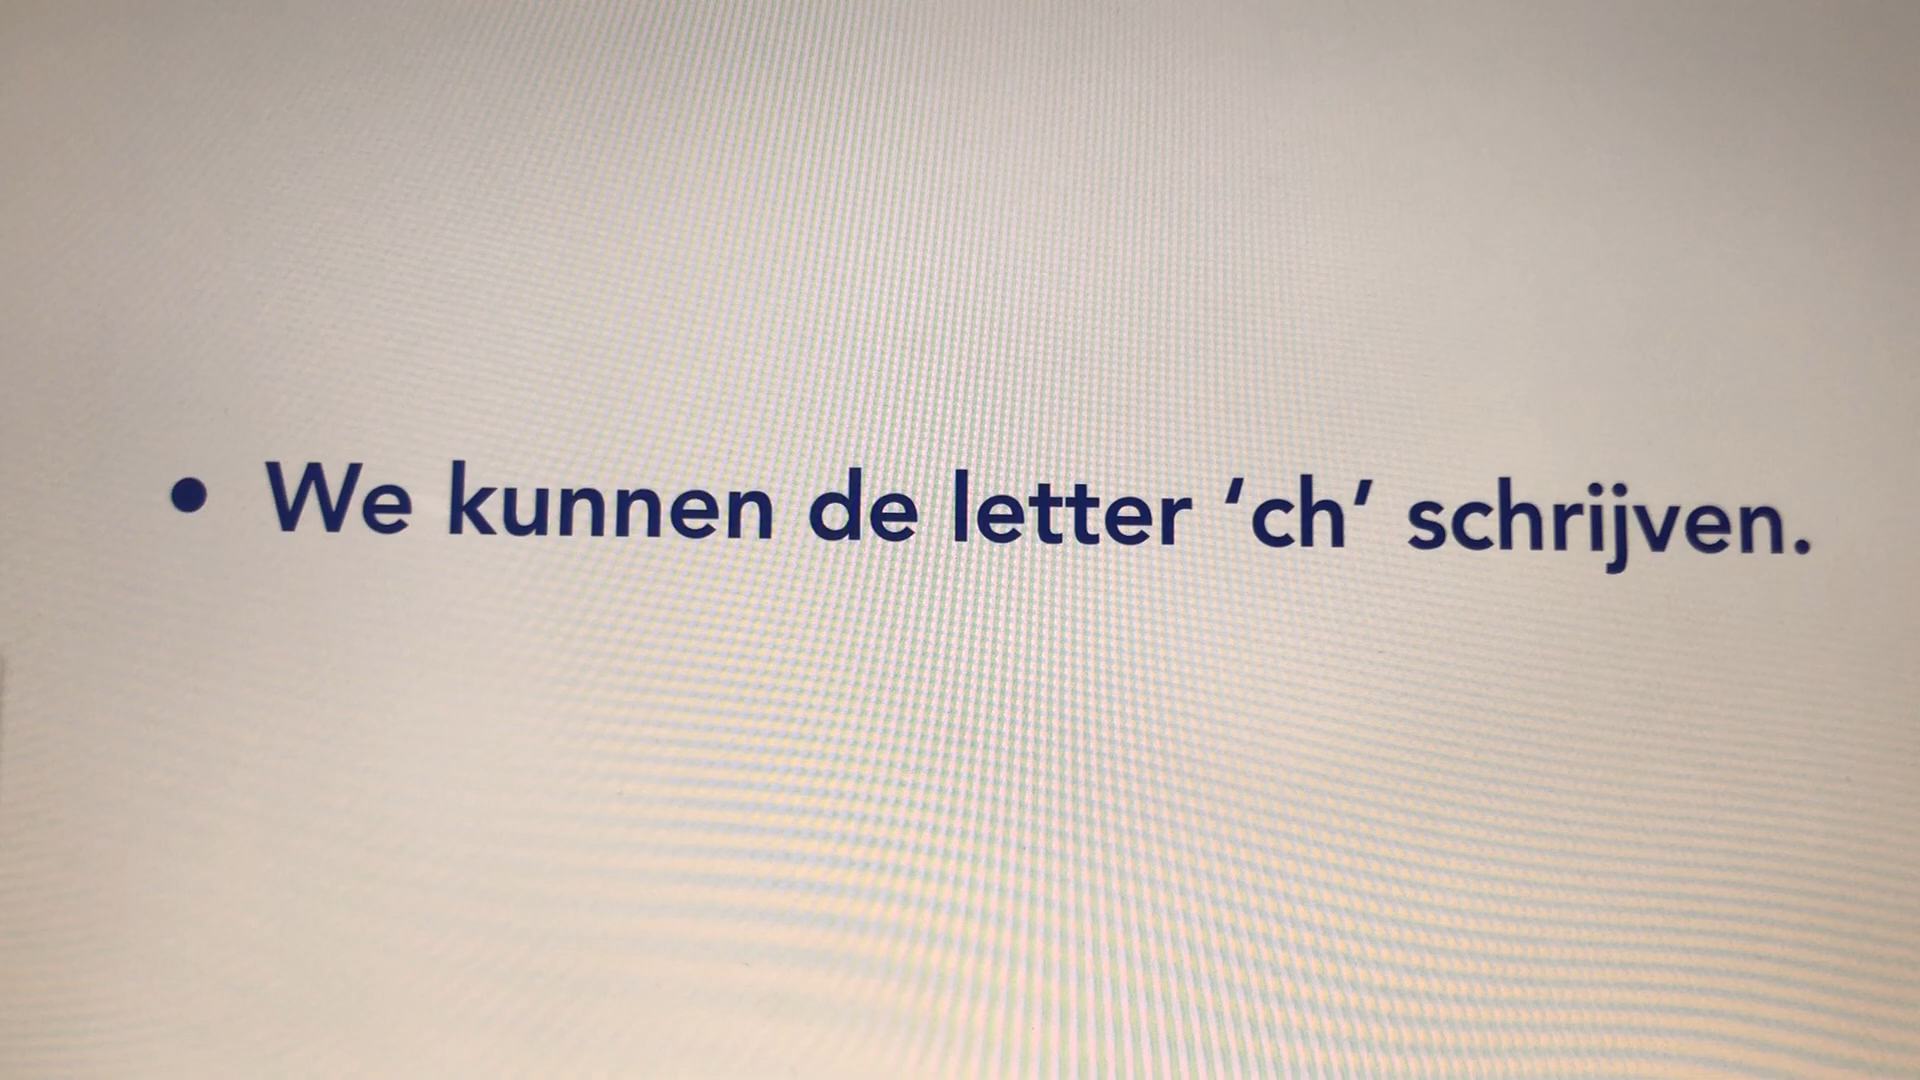 • We kunnen de letter ‘ch’ schrijven.